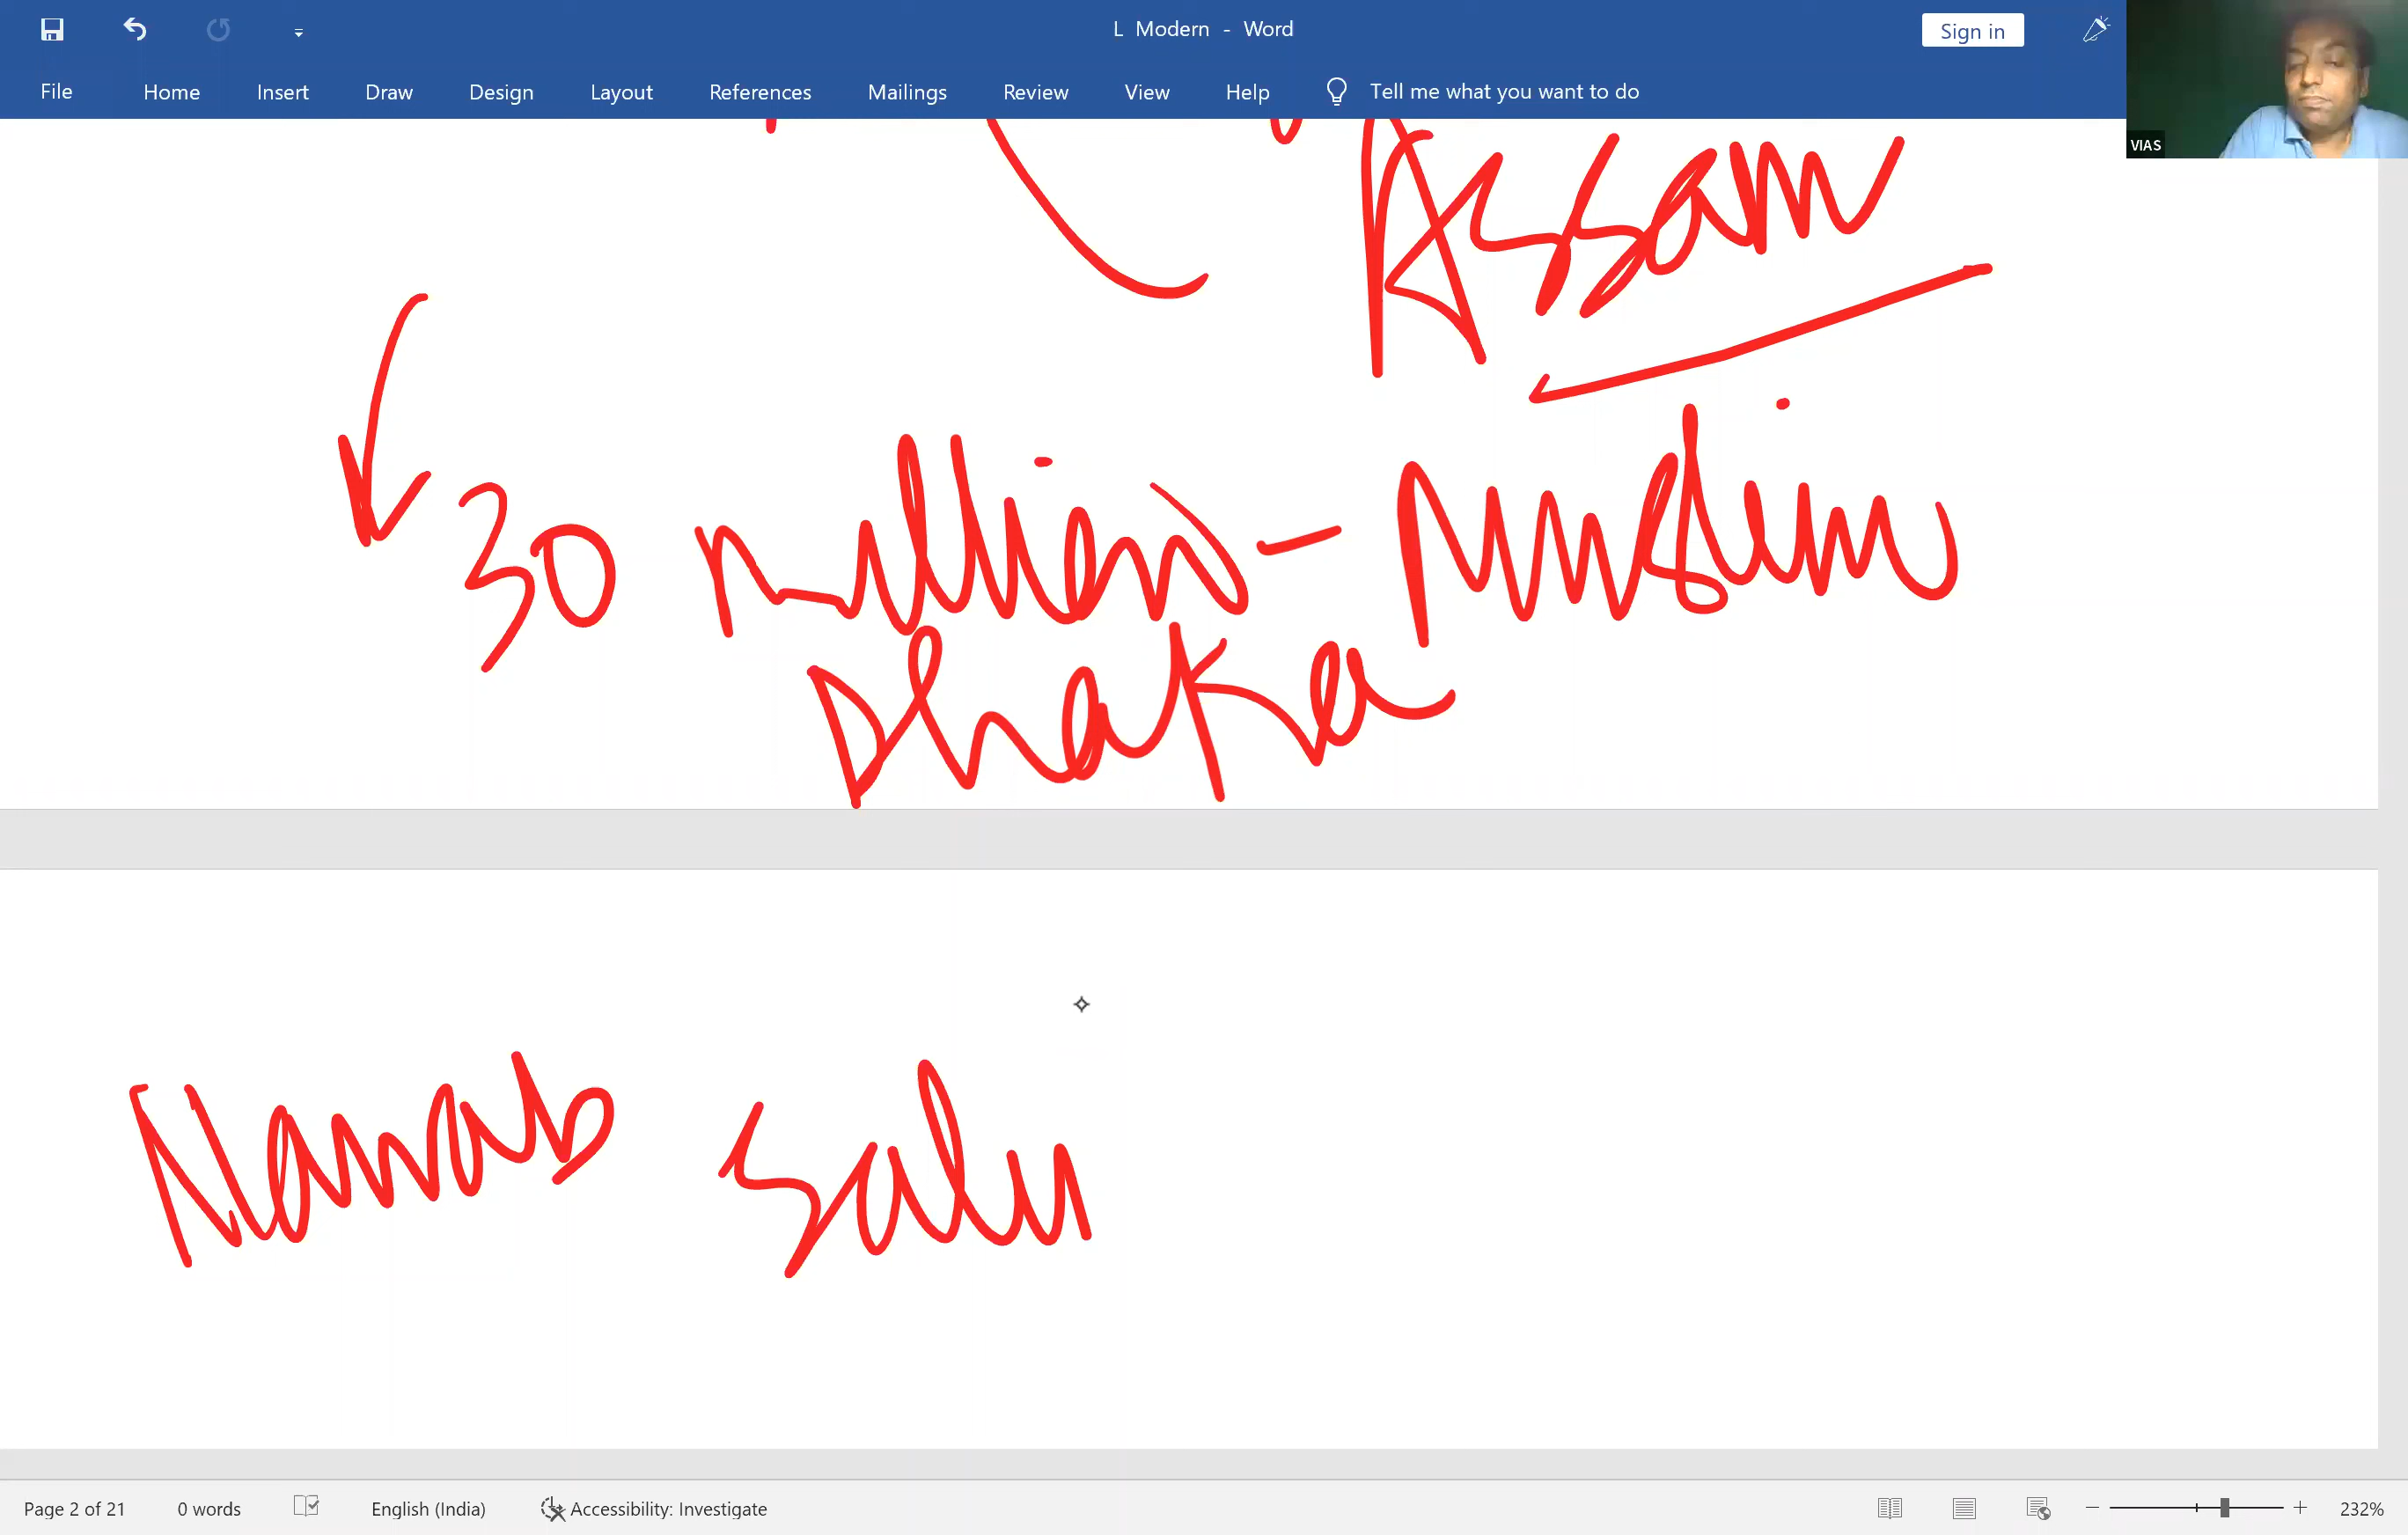 L Modern - Word
Sign in
VIAS
File Home Insert Draw Design Layout References Mailings Review View Help Tell me what you want to do
Assam
30 million - Muslim
Dhaka
Nawab Salu
Page 2 of 21 0 words English (India) Accessibility: Investigate 232%